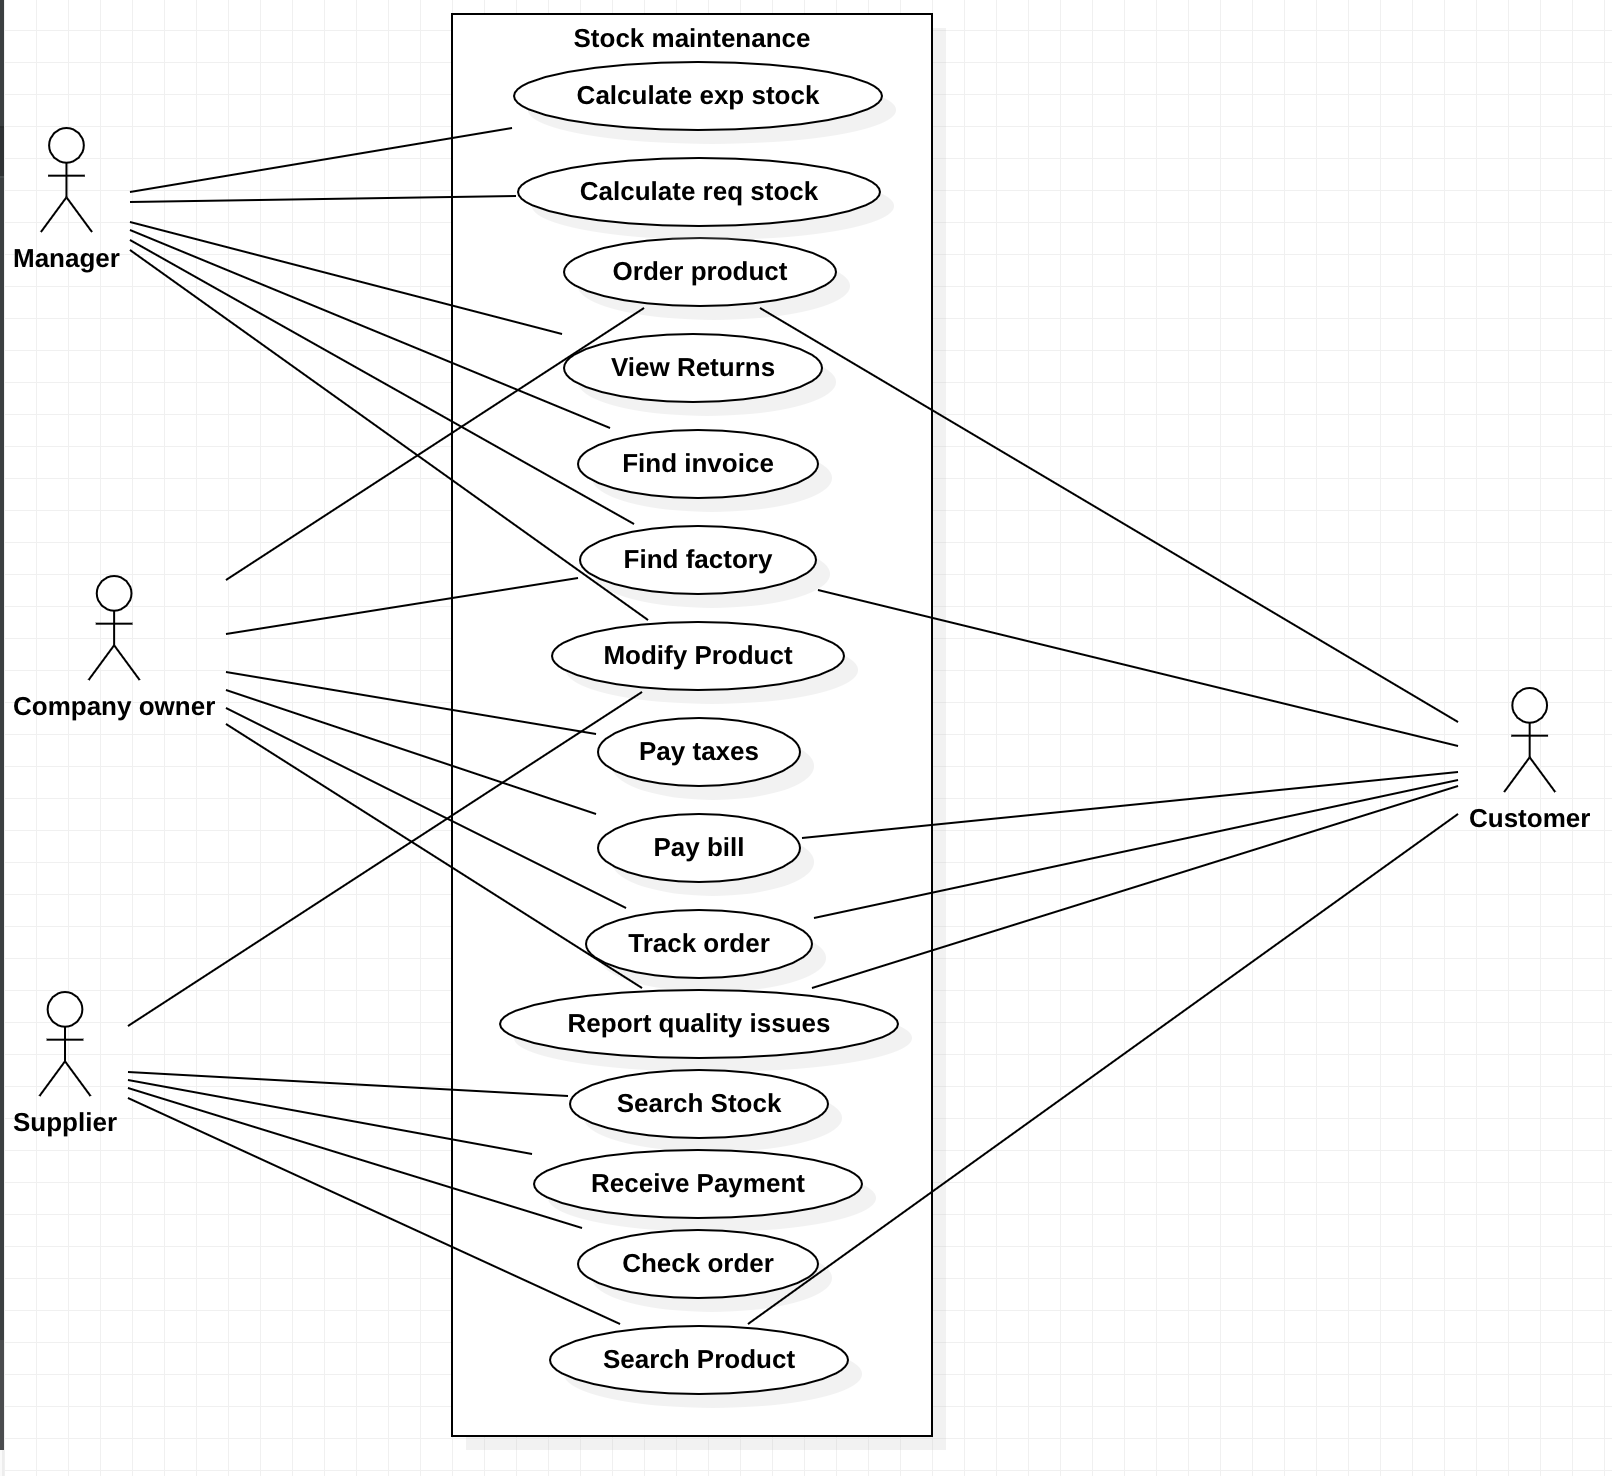 Stock maintenance
Calculate exp stock
Calculate req stock
Manager
Order product
View Returns
Find invoice
Find factory
Modify Product
Company owner
Pay taxes
Customer
Pay bill
Track order
Report quality issues
Search Stock
Supplier
Receive Payment
Check order
Search Product